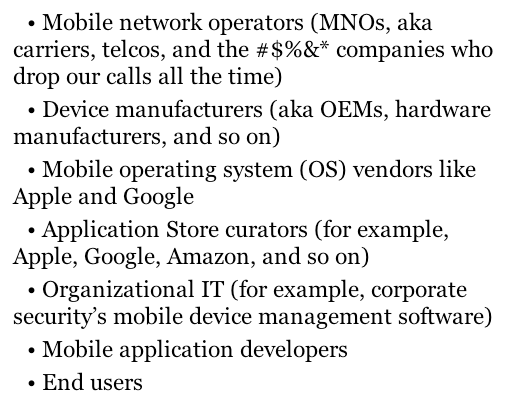 • Mobile network operators (MNOs, aka
carriers, telcos, and the #$%&* companies who
drop our calls all the time)
• Device manufacturers (aka OEMs, hardware
manufacturers, and so on)
• Mobile operating system (OS) vendors like
Apple and Google
• Application Store curators (for example,
Apple, Google, Amazon, and so on)
• Organizational IT (for example, corporate
security’s mobile device management software)
• Mobile application developers
• End users